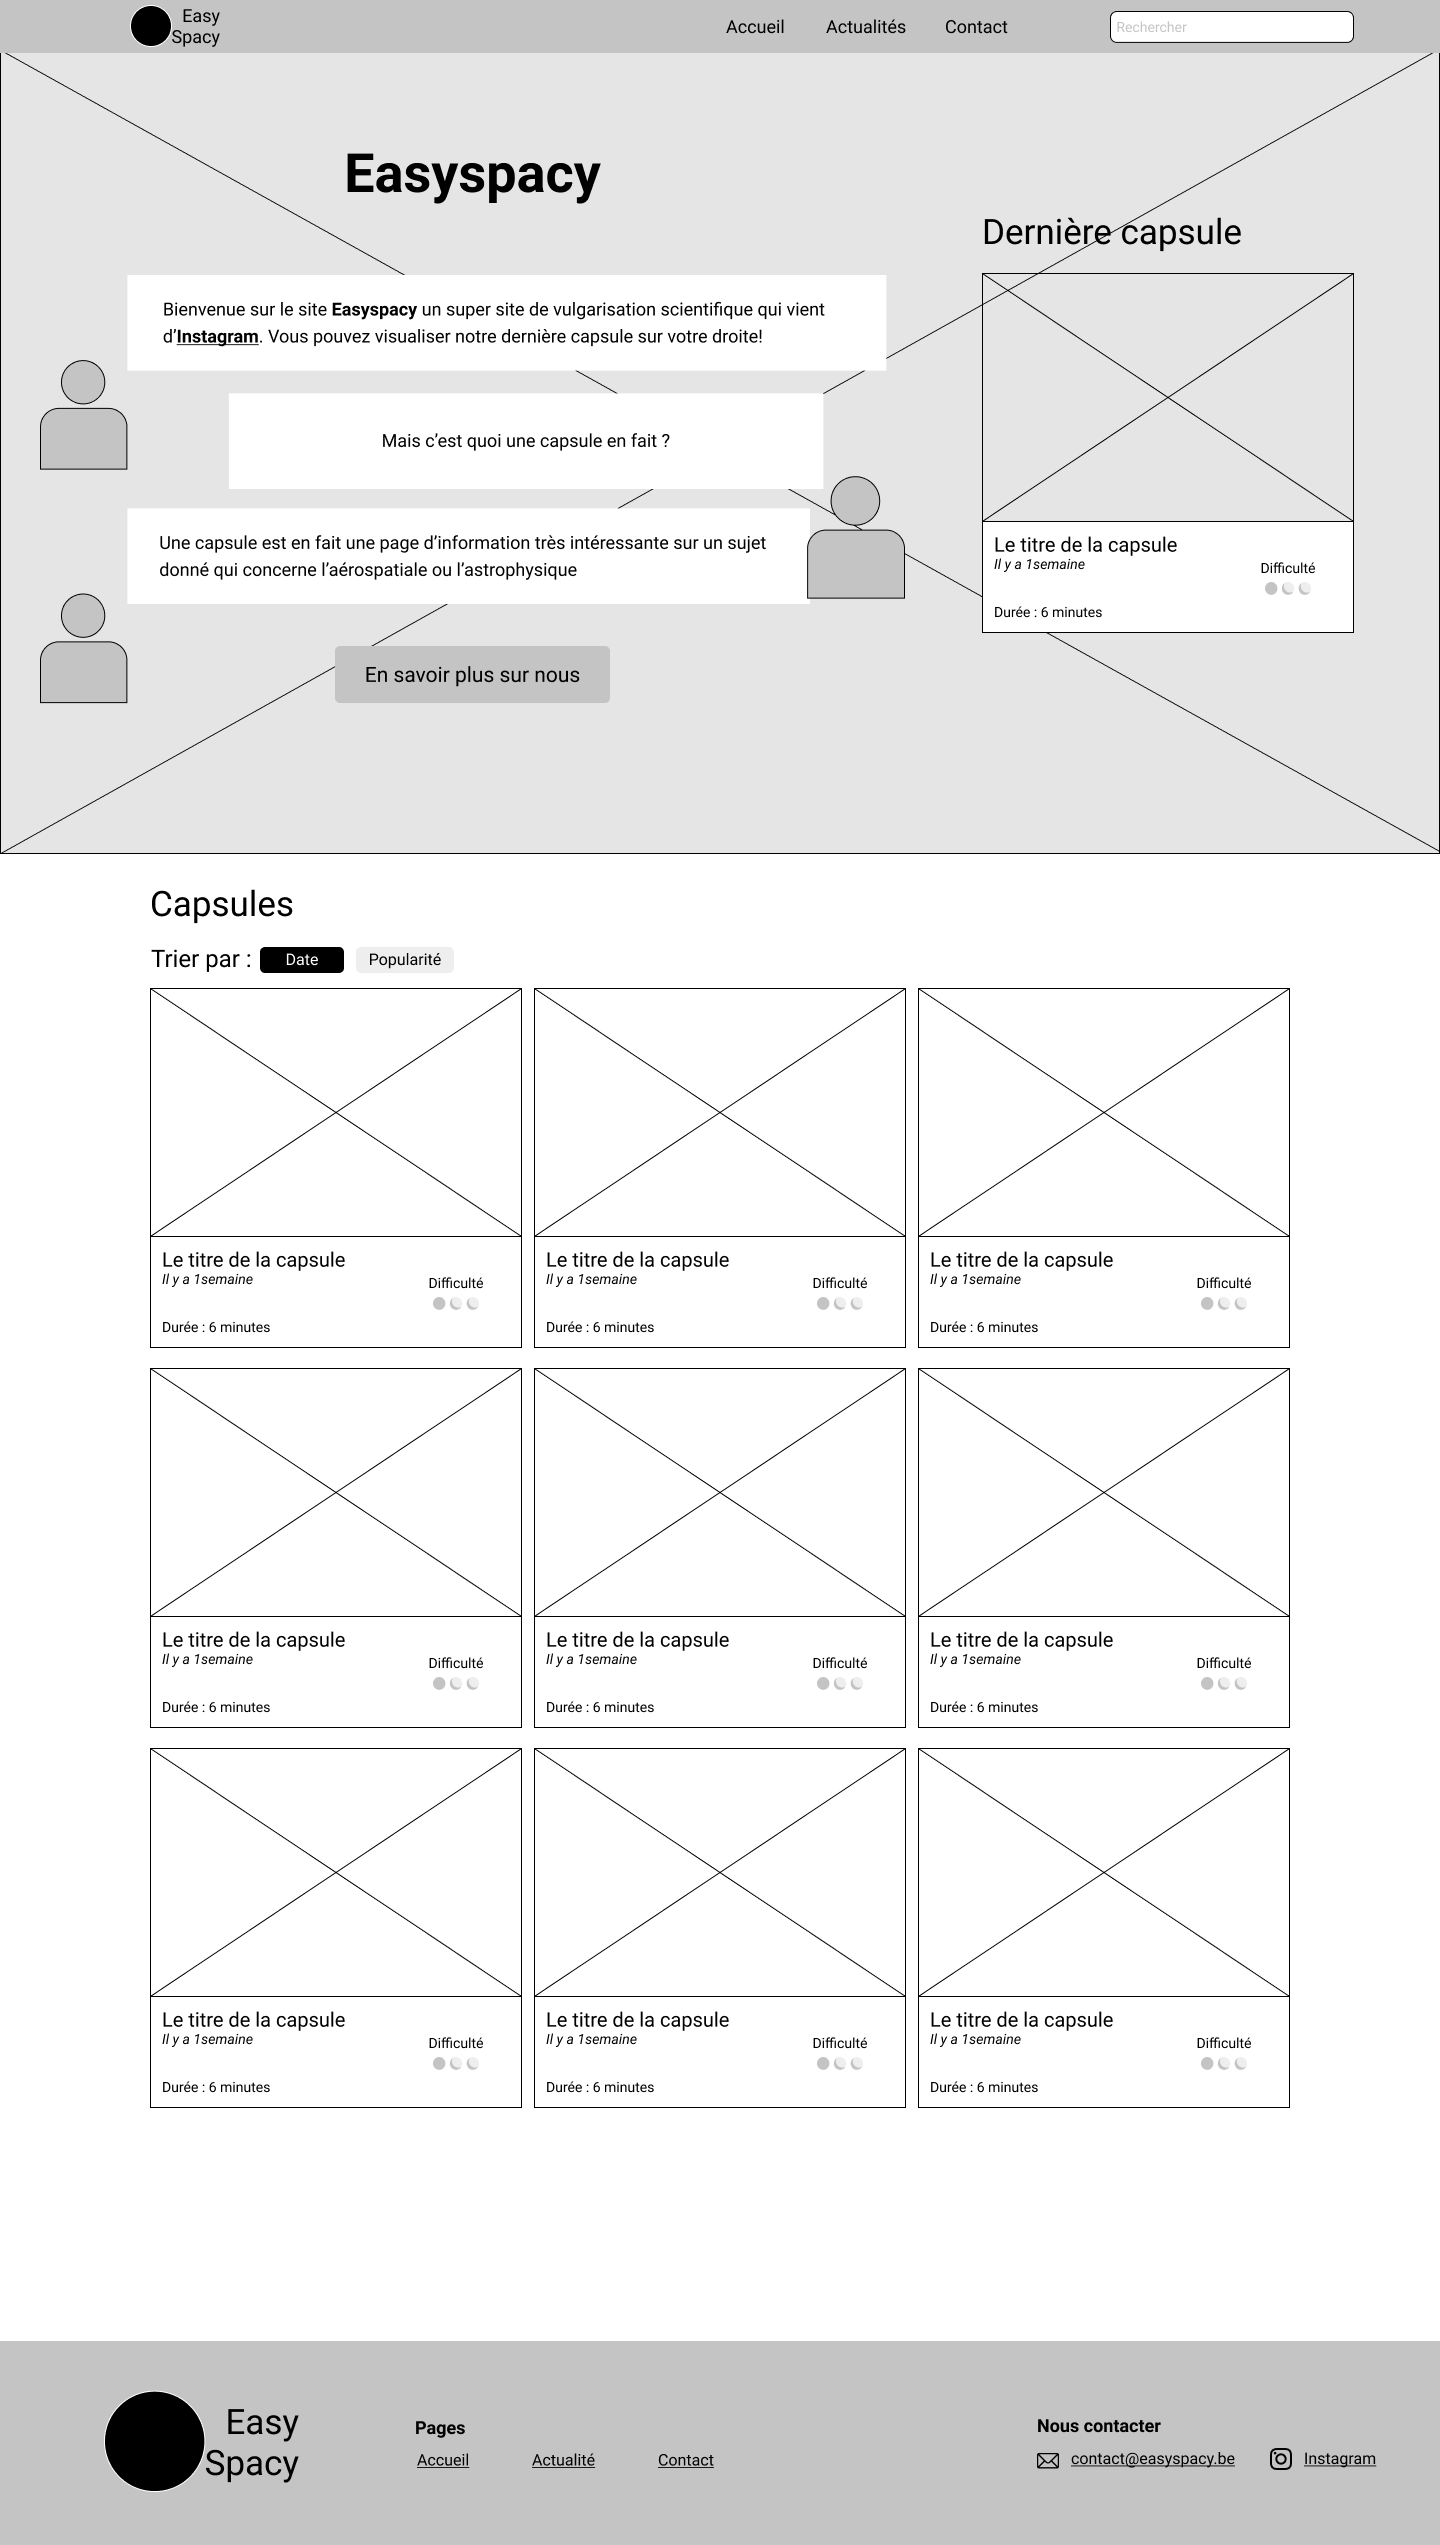 Easy
Spacy
Accueil
Actualités
Contact
Rechercher
Easyspacy
Dernière capsule
Bienvenue sur le site Easyspacy un super site de vulgarisation scientifique qui vient
d’Instagram. Vous pouvez visualiser notre dernière capsule sur votre droite!
Mais c’est quoi une capsule en fait ?
Une capsule est en fait une page d’information très intéressante sur un sujet
donné qui concerne l’aérospatiale ou l’astrophysique
En savoir plus sur nous
Le titre de la capsule
Il y a 1semaine
Difficulté
Durée : 6 minutes
Capsules
Trier par :
Date
Popularité
Le titre de la capsule
Il y a 1semaine
Difficulté
Durée : 6 minutes
Le titre de la capsule
Il y a 1semaine
Difficulté
Durée : 6 minutes
Le titre de la capsule
Il y a 1semaine
Difficulté
Durée : 6 minutes
Le titre de la capsule
Il y a 1semaine
Difficulté
Durée : 6 minutes
Le titre de la capsule
Il y a 1semaine
Difficulté
Durée : 6 minutes
Le titre de la capsule
Il y a 1semaine
Difficulté
Durée : 6 minutes
Le titre de la capsule
Il y a 1semaine
Difficulté
Durée : 6 minutes
Le titre de la capsule
Il y a 1semaine
Difficulté
Durée : 6 minutes
Le titre de la capsule
Il y a 1semaine
Difficulté
Durée : 6 minutes
Easy
Spacy
Pages
Accueil
Actualité
Contact
Nous contacter
contact@easyspacy.be
Instagram